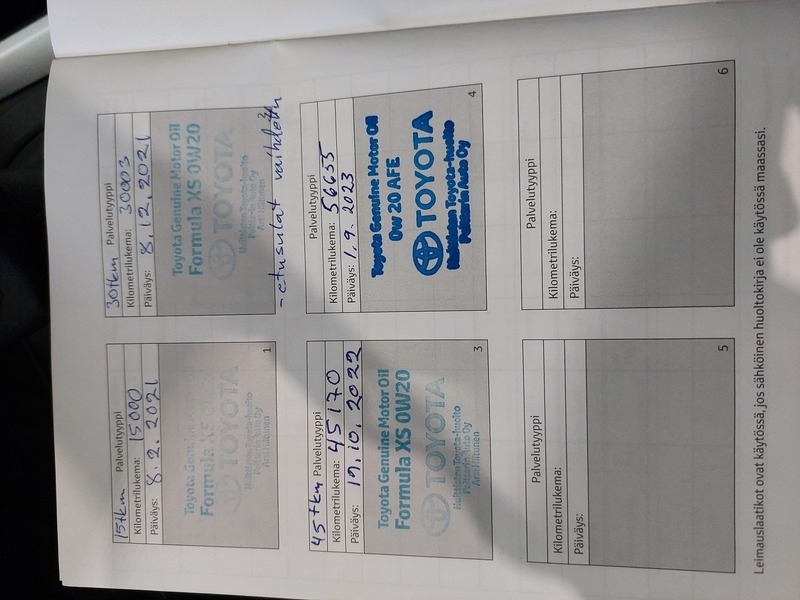 15tkm Palvelutyyppi
Kilometrilukema: 15000
Päiväys: 8.2.2021
Toyota Genuine Motor Oil
Formula XS
TOYOTA
1
30tkm Palvelutyyppi
Kilometrilukema: 30003
Päiväys: 8.12.2021
Toyota Genuine Motor Oil
Formula XS 0W20
TOYOTA
2
- etusulat vaihdettu
45tkm Palvelutyyppi
Kilometrilukema: 45170
Päiväys: 19.10.2022
Toyota Genuine Motor Oil
Formula XS 0W20
TOYOTA
3
Palvelutyyppi
Kilometrilukema: 56655
Päiväys: 1.9.2023
Toyota Genuine Motor Oil
0w 20 AFE
TOYOTA
4
Palvelutyyppi
Kilometrilukema:
Päiväys:
5
Palvelutyyppi
Kilometrilukema:
Päiväys:
6
Leimauslaatikot ovat käytössä, jos sähköinen huoltokirja ei ole käytössä maassasi.